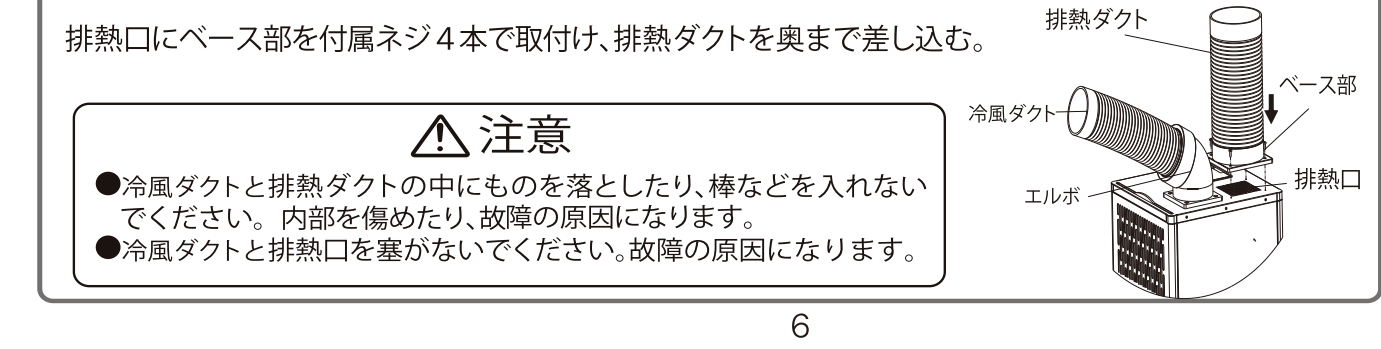 排熱口にベース部を付属ネジ４本で取付け、排熱ダクトを奥まで差し込む。
注意
●冷風ダクトと排熱ダクトの中にものを落としたり、棒などを入れない
でください。内部を傷めたり、故障の原因になります。
●冷風ダクトと排熱口を塞がないでください。故障の原因になります。
排熱ダクト
ベース部
冷風ダクト
排熱口
エルボ
6